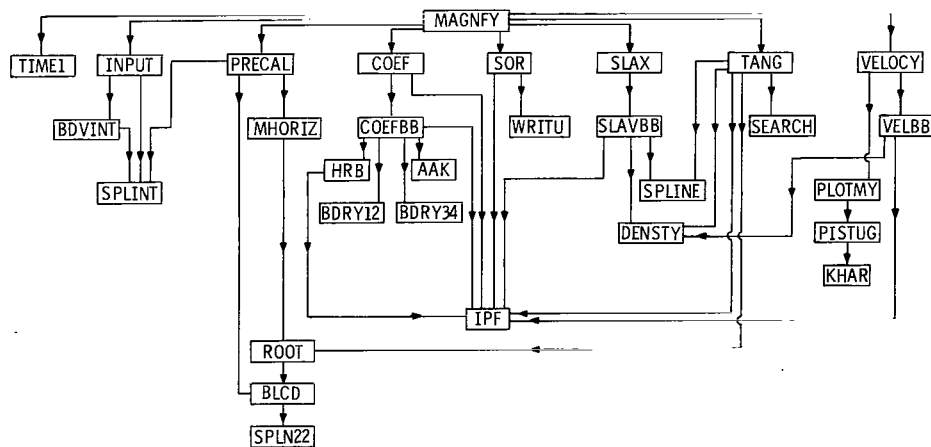 MAGNFY
TIME1 INPUT PRECAL COEF SOR SLAX TANG VELOCY
BDVINT MHORIZ COEFBB WRITU SLAVBB SEARCH VELBB
HRB AAK
SPLINT SPLINE PLOTMY
BDRY12 BDRY34
DENSTY PISTUG
KHAR
IPF
ROOT
BLCD
SPLN22